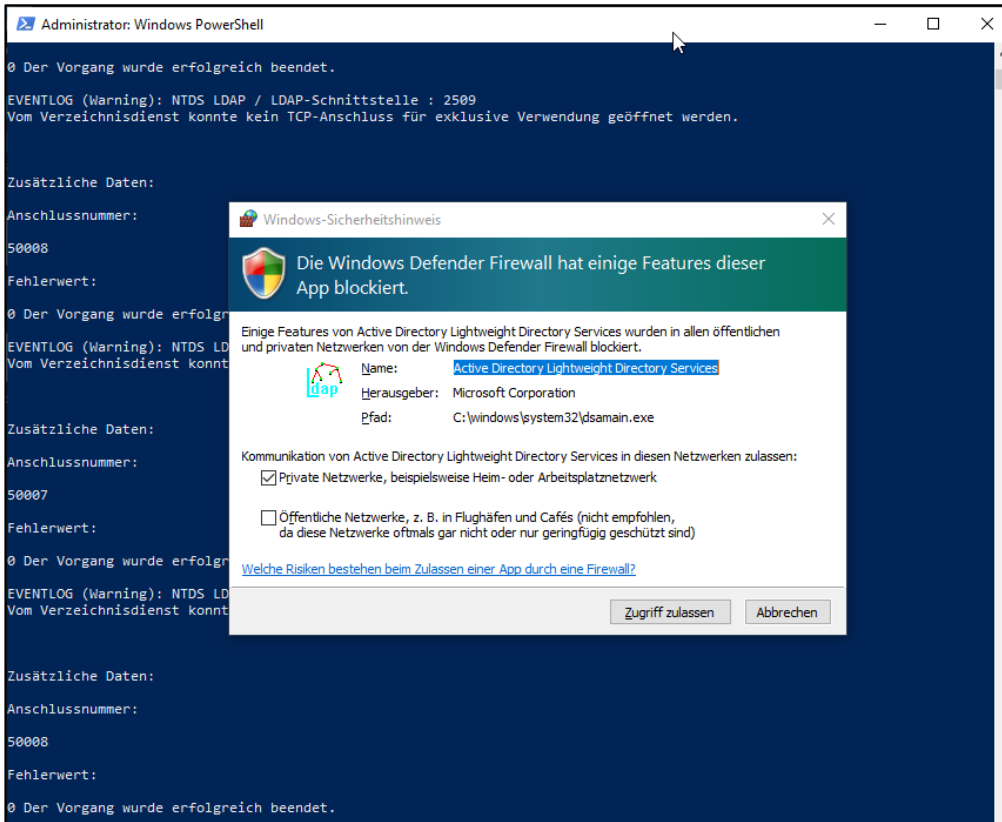 Administrator: Windows PowerShell
0 Der Vorgang wurde erfolgreich beendet.
EVENTLOG (Warning): NTDS LDAP / LDAP-Schnittstelle : 2509
Vom Verzeichnisdienst konnte kein TCP-Anschluss für exklusive Verwendung geöffnet werden.
Zusätzliche Daten:
Anschlussnummer:
50008
Fehlerwert:
0 Der Vorgang wurde erfolgr
EVENTLOG (Warning): NTDS LD
Vom Verzeichnisdienst konnt
Zusätzliche Daten:
Anschlussnummer:
50007
Fehlerwert:
0 Der Vorgang wurde erfolgr
EVENTLOG (Warning): NTDS LD
Vom Verzeichnisdienst konnt
Zusätzliche Daten:
Anschlussnummer:
50008
Fehlerwert:
0 Der Vorgang wurde erfolgreich beendet.
Windows-Sicherheitshinweis
Die Windows Defender Firewall hat einige Features dieser
App blockiert.
Einige Features von Active Directory Lightweight Directory Services wurden in allen öffentlichen
und privaten Netzwerken von der Windows Defender Firewall blockiert.
ldap
Name: Active Directory Lightweight Directory Services
Herausgeber: Microsoft Corporation
Pfad: C:\windows\system32\dsamain.exe
Kommunikation von Active Directory Lightweight Directory Services in diesen Netzwerken zulassen:
Private Netzwerke, beispielsweise Heim- oder Arbeitsplatznetzwerk
Öffentliche Netzwerke, z. B. in Flughäfen und Cafés (nicht empfohlen,
da diese Netzwerke oftmals gar nicht oder nur geringfügig geschützt sind)
Welche Risiken bestehen beim Zulassen einer App durch eine Firewall?
Zugriff zulassen Abbrechen